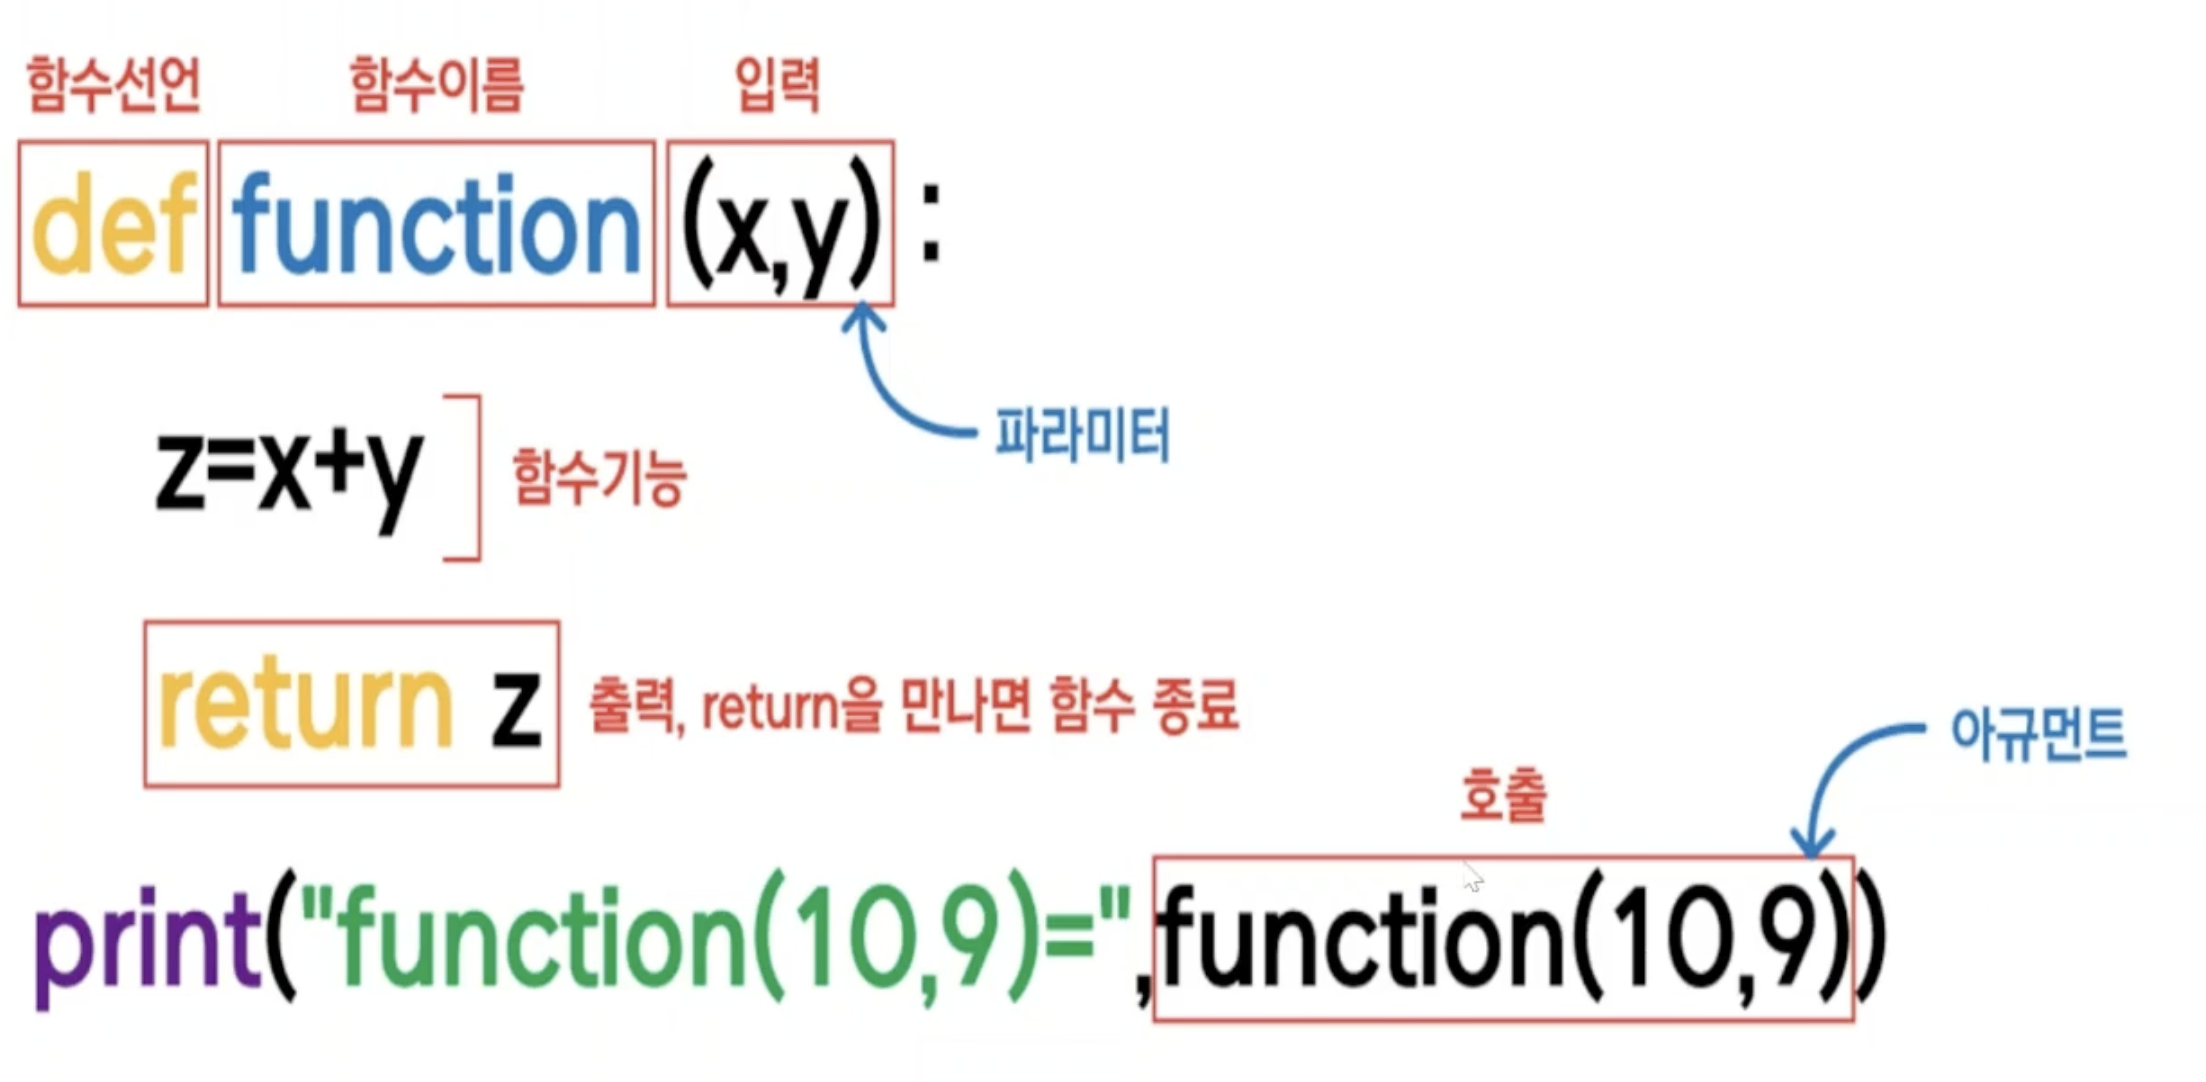 함수선언 함수이름 입력
def function (x,y) :
파라미터
z=x+y 함수기능
return z 출력, return을 만나면 함수 종료
아규먼트
호출
print("function(10,9)=",function(10,9))